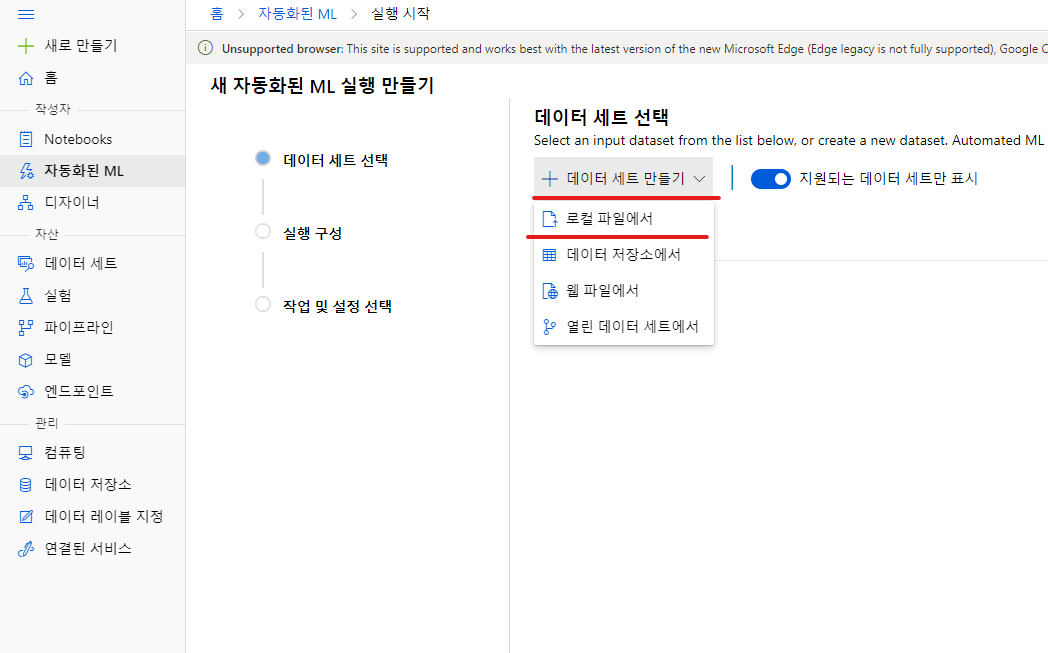 홈 > 자동화된 ML > 실행 시작
Unsupported browser: This site is supported and works best with the latest version of the new Microsoft Edge (Edge legacy is not fully supported), Google C
새로 만들기
홈
작성자
Notebooks
자동화된 ML
디자이너
자산
데이터 세트
실험
파이프라인
모델
엔드포인트
관리
컴퓨팅
데이터 저장소
데이터 레이블 지정
연결된 서비스
새 자동화된 ML 실행 만들기
데이터 세트 선택
실행 구성
작업 및 설정 선택
데이터 세트 선택
Select an input dataset from the list below, or create a new dataset. Automated ML
데이터 세트 만들기
지원되는 데이터 세트만 표시
로컬 파일에서
데이터 저장소에서
웹 파일에서
열린 데이터 세트에서